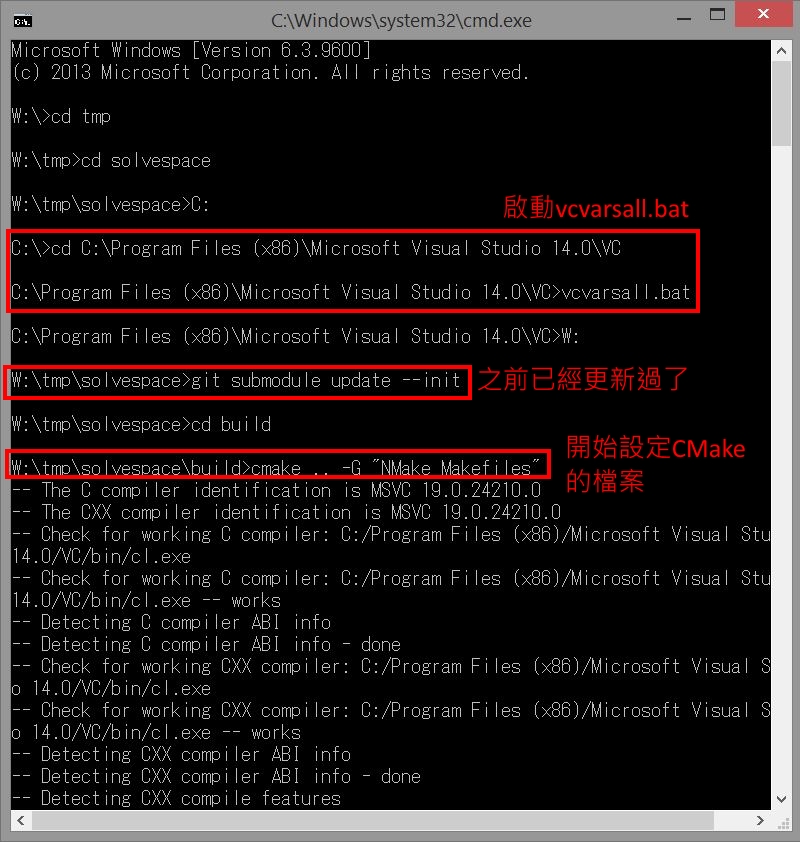 C:\Windows\system32\cmd.exe
Microsoft Windows [Version 6.3.9600]
(c) 2013 Microsoft Corporation. All rights reserved.
W:\>cd tmp
W:\tmp>cd solvespace
W:\tmp\solvespace>C:
啟動vcvarsall.bat
C:\>cd C:\Program Files (x86)\Microsoft Visual Studio 14.0\VC
C:\Program Files (x86)\Microsoft Visual Studio 14.0\VC>vcvarsall.bat
C:\Program Files (x86)\Microsoft Visual Studio 14.0\VC>W:
W:\tmp\solvespace>git submodule update --init
之前已經更新過了
W:\tmp\solvespace>cd build
W:\tmp\solvespace\build>cmake .. -G "NMake Makefiles"
開始設定CMake
的檔案
-- The C compiler identification is MSVC 19.0.24210.0
-- The CXX compiler identification is MSVC 19.0.24210.0
-- Check for working C compiler: C:/Program Files (x86)/Microsoft Visual Stu
14.0/VC/bin/cl.exe
-- Check for working C compiler: C:/Program Files (x86)/Microsoft Visual Stu
14.0/VC/bin/cl.exe -- works
-- Detecting C compiler ABI info
-- Detecting C compiler ABI info - done
-- Check for working CXX compiler: C:/Program Files (x86)/Microsoft Visual S
o 14.0/VC/bin/cl.exe
-- Check for working CXX compiler: C:/Program Files (x86)/Microsoft Visual S
o 14.0/VC/bin/cl.exe -- works
-- Detecting CXX compiler ABI info
-- Detecting CXX compiler ABI info - done
-- Detecting CXX compile features